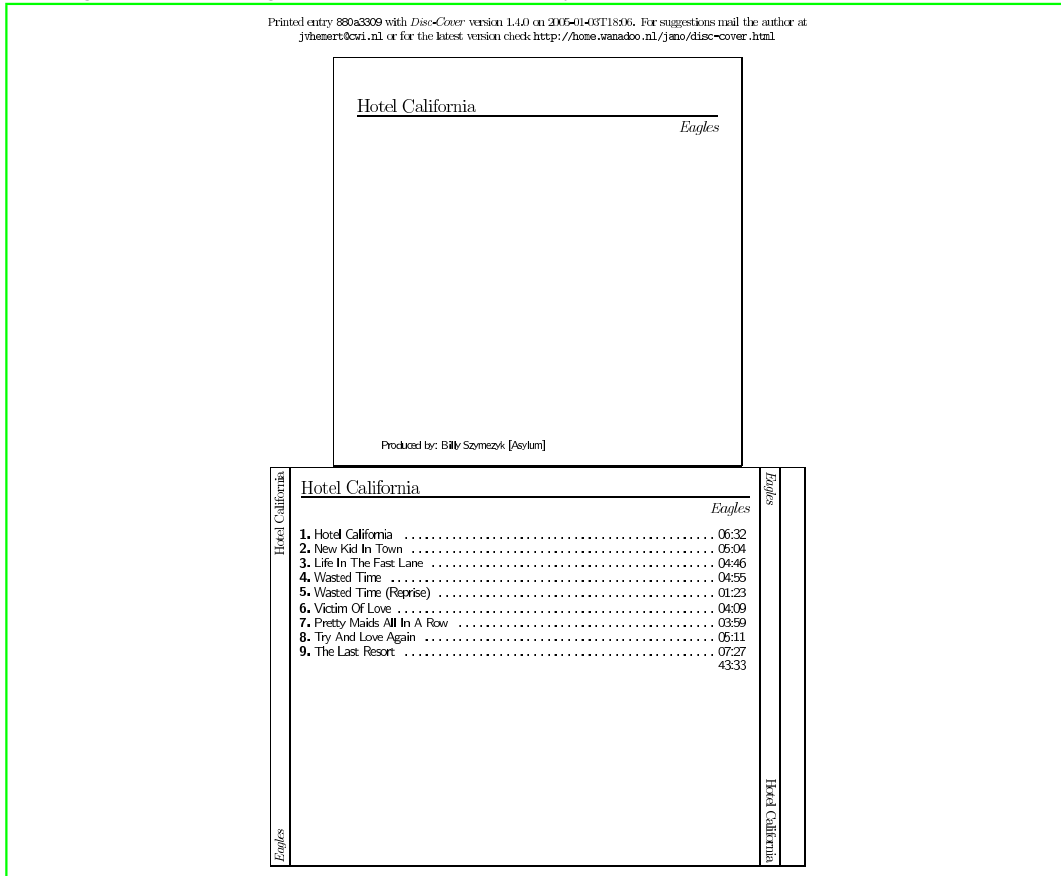 Printed entry 880a3309 with Disc-Cover version 1.4.0 on 2005-01-03T18:06. For suggestions mail the author at
jvhemert@cwi.nl or for the latest version check http://home.wanadoo.nl/jano/disc-cover.html
Hotel California
Eagles
Produced by: Billy Szymezyk [Asylum]
Hotel California
Eagles
Hotel California
Eagles
1. Hotel California ............................................... 06:32
2. New Kid In Town .............................................. 05:04
3. Life In The Fast Lane ........................................... 04:46
4. Wasted Time ................................................. 04:55
5. Wasted Time (Reprise) .......................................... 01:23
6. Victim Of Love ................................................ 04:09
7. Pretty Maids All In A Row ....................................... 03:59
8. Try And Love Again ............................................ 05:11
9. The Last Resort ............................................... 07:27
43:33
Eagles
Hotel California